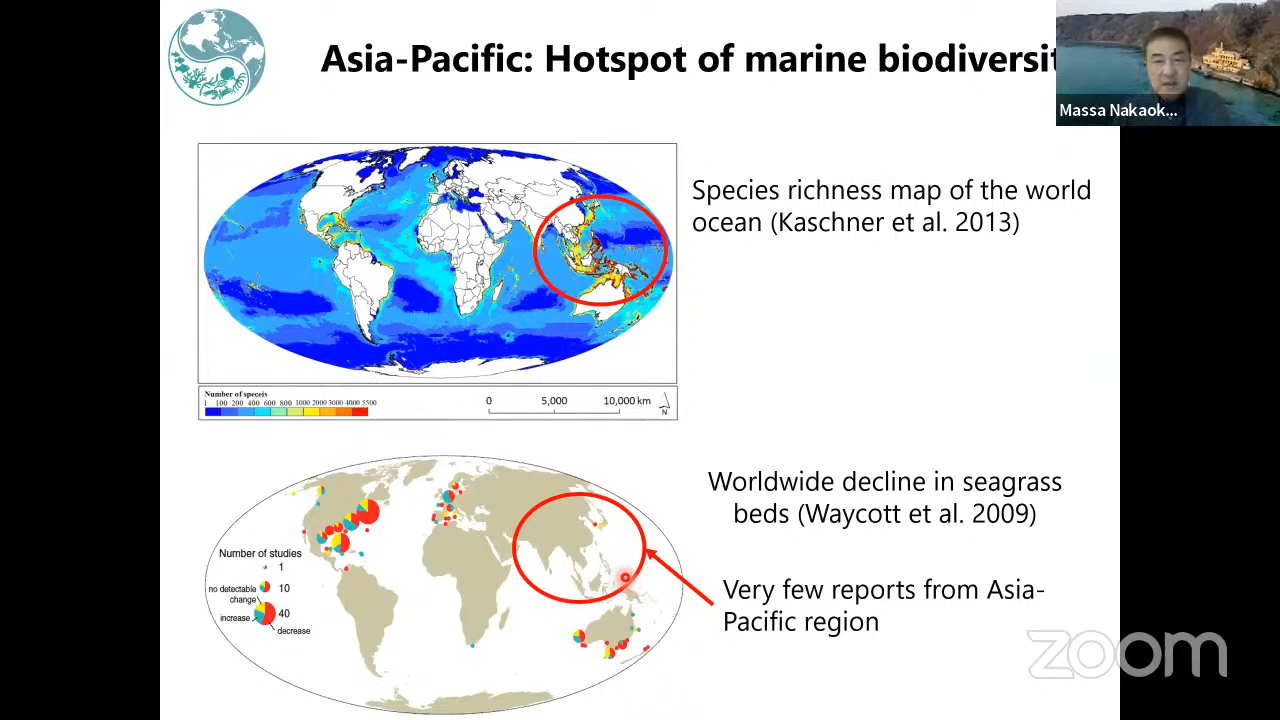 Asia-Pacific: Hotspot of marine biodiversit
Massa Nakaok...
Species richness map of the world
ocean (Kaschner et al. 2013)
Number of speceis
1 100 200 400 600 800 1000 2000 3000 4000 5500
0 5,000 10,000 km
N
Worldwide decline in seagrass
beds (Waycott et al. 2009)
Number of studies
1
no detectable
change
10
increase
40
decrease
Very few reports from Asia-
Pacific region
zoom